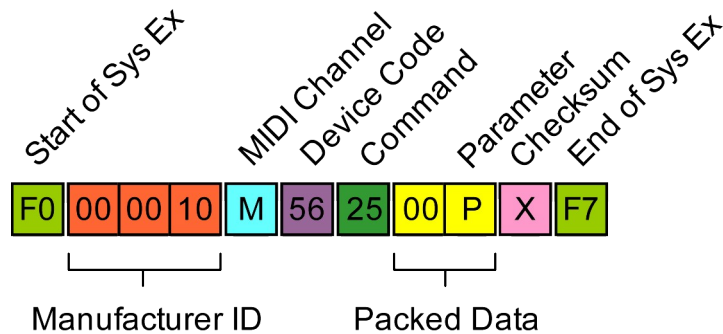 Start of Sys Ex
MIDI Channel
Device Code
Command
Parameter
Checksum
End of Sys Ex
F0 00 00 10 M 56 25 00 P X F7
Manufacturer ID
Packed Data